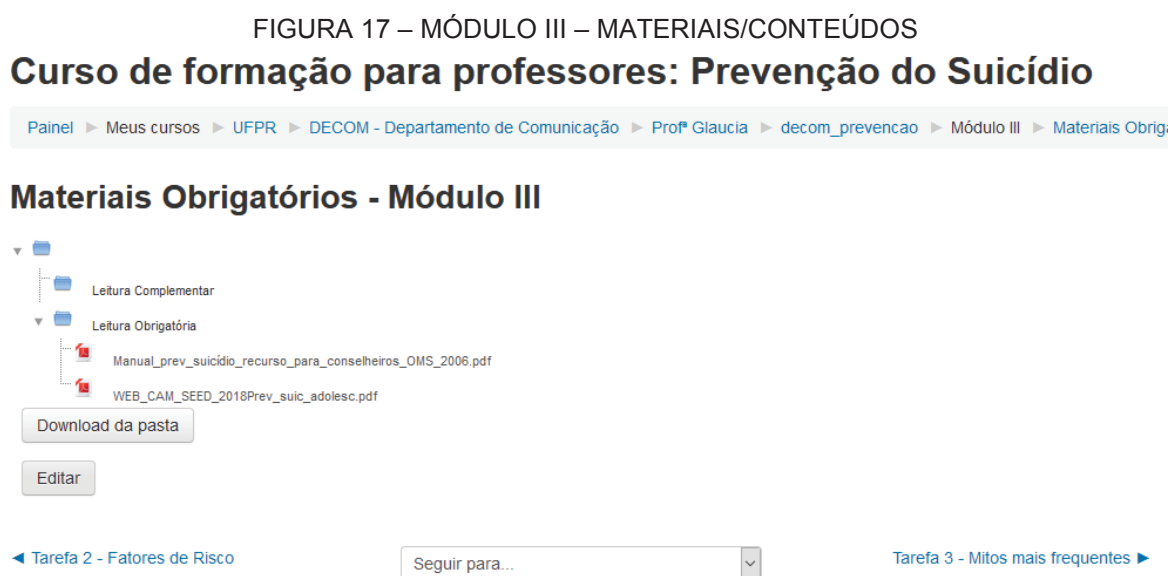 FIGURA 17 – MÓDULO III – MATERIAIS/CONTEÚDOS
Curso de formação para professores: Prevenção do Suicídio
Painel ► Meus cursos ► UFPR ► DECOM - Departamento de Comunicação ► Profª Glaucia ► decom_prevencao ► Módulo III ► Materiais Obriga
Materiais Obrigatórios - Módulo III
Leitura Complementar
Leitura Obrigatória
Manual_prev_suicídio_recurso_para_conselheiros_OMS_2006.pdf
WEB_CAM_SEED_2018Prev_suic_adolesc.pdf
Download da pasta
Editar
◄ Tarefa 2 - Fatores de Risco Seguir para... Tarefa 3 - Mitos mais frequentes ►